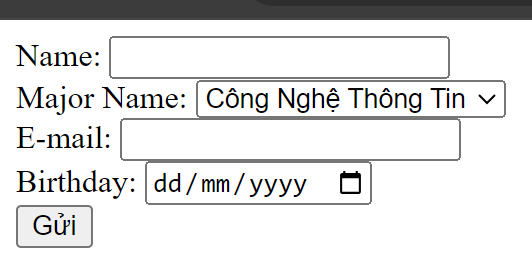 Name:
Major Name: Công Nghệ Thông Tin
E-mail:
Birthday: dd/mm/yyyy
Gửi